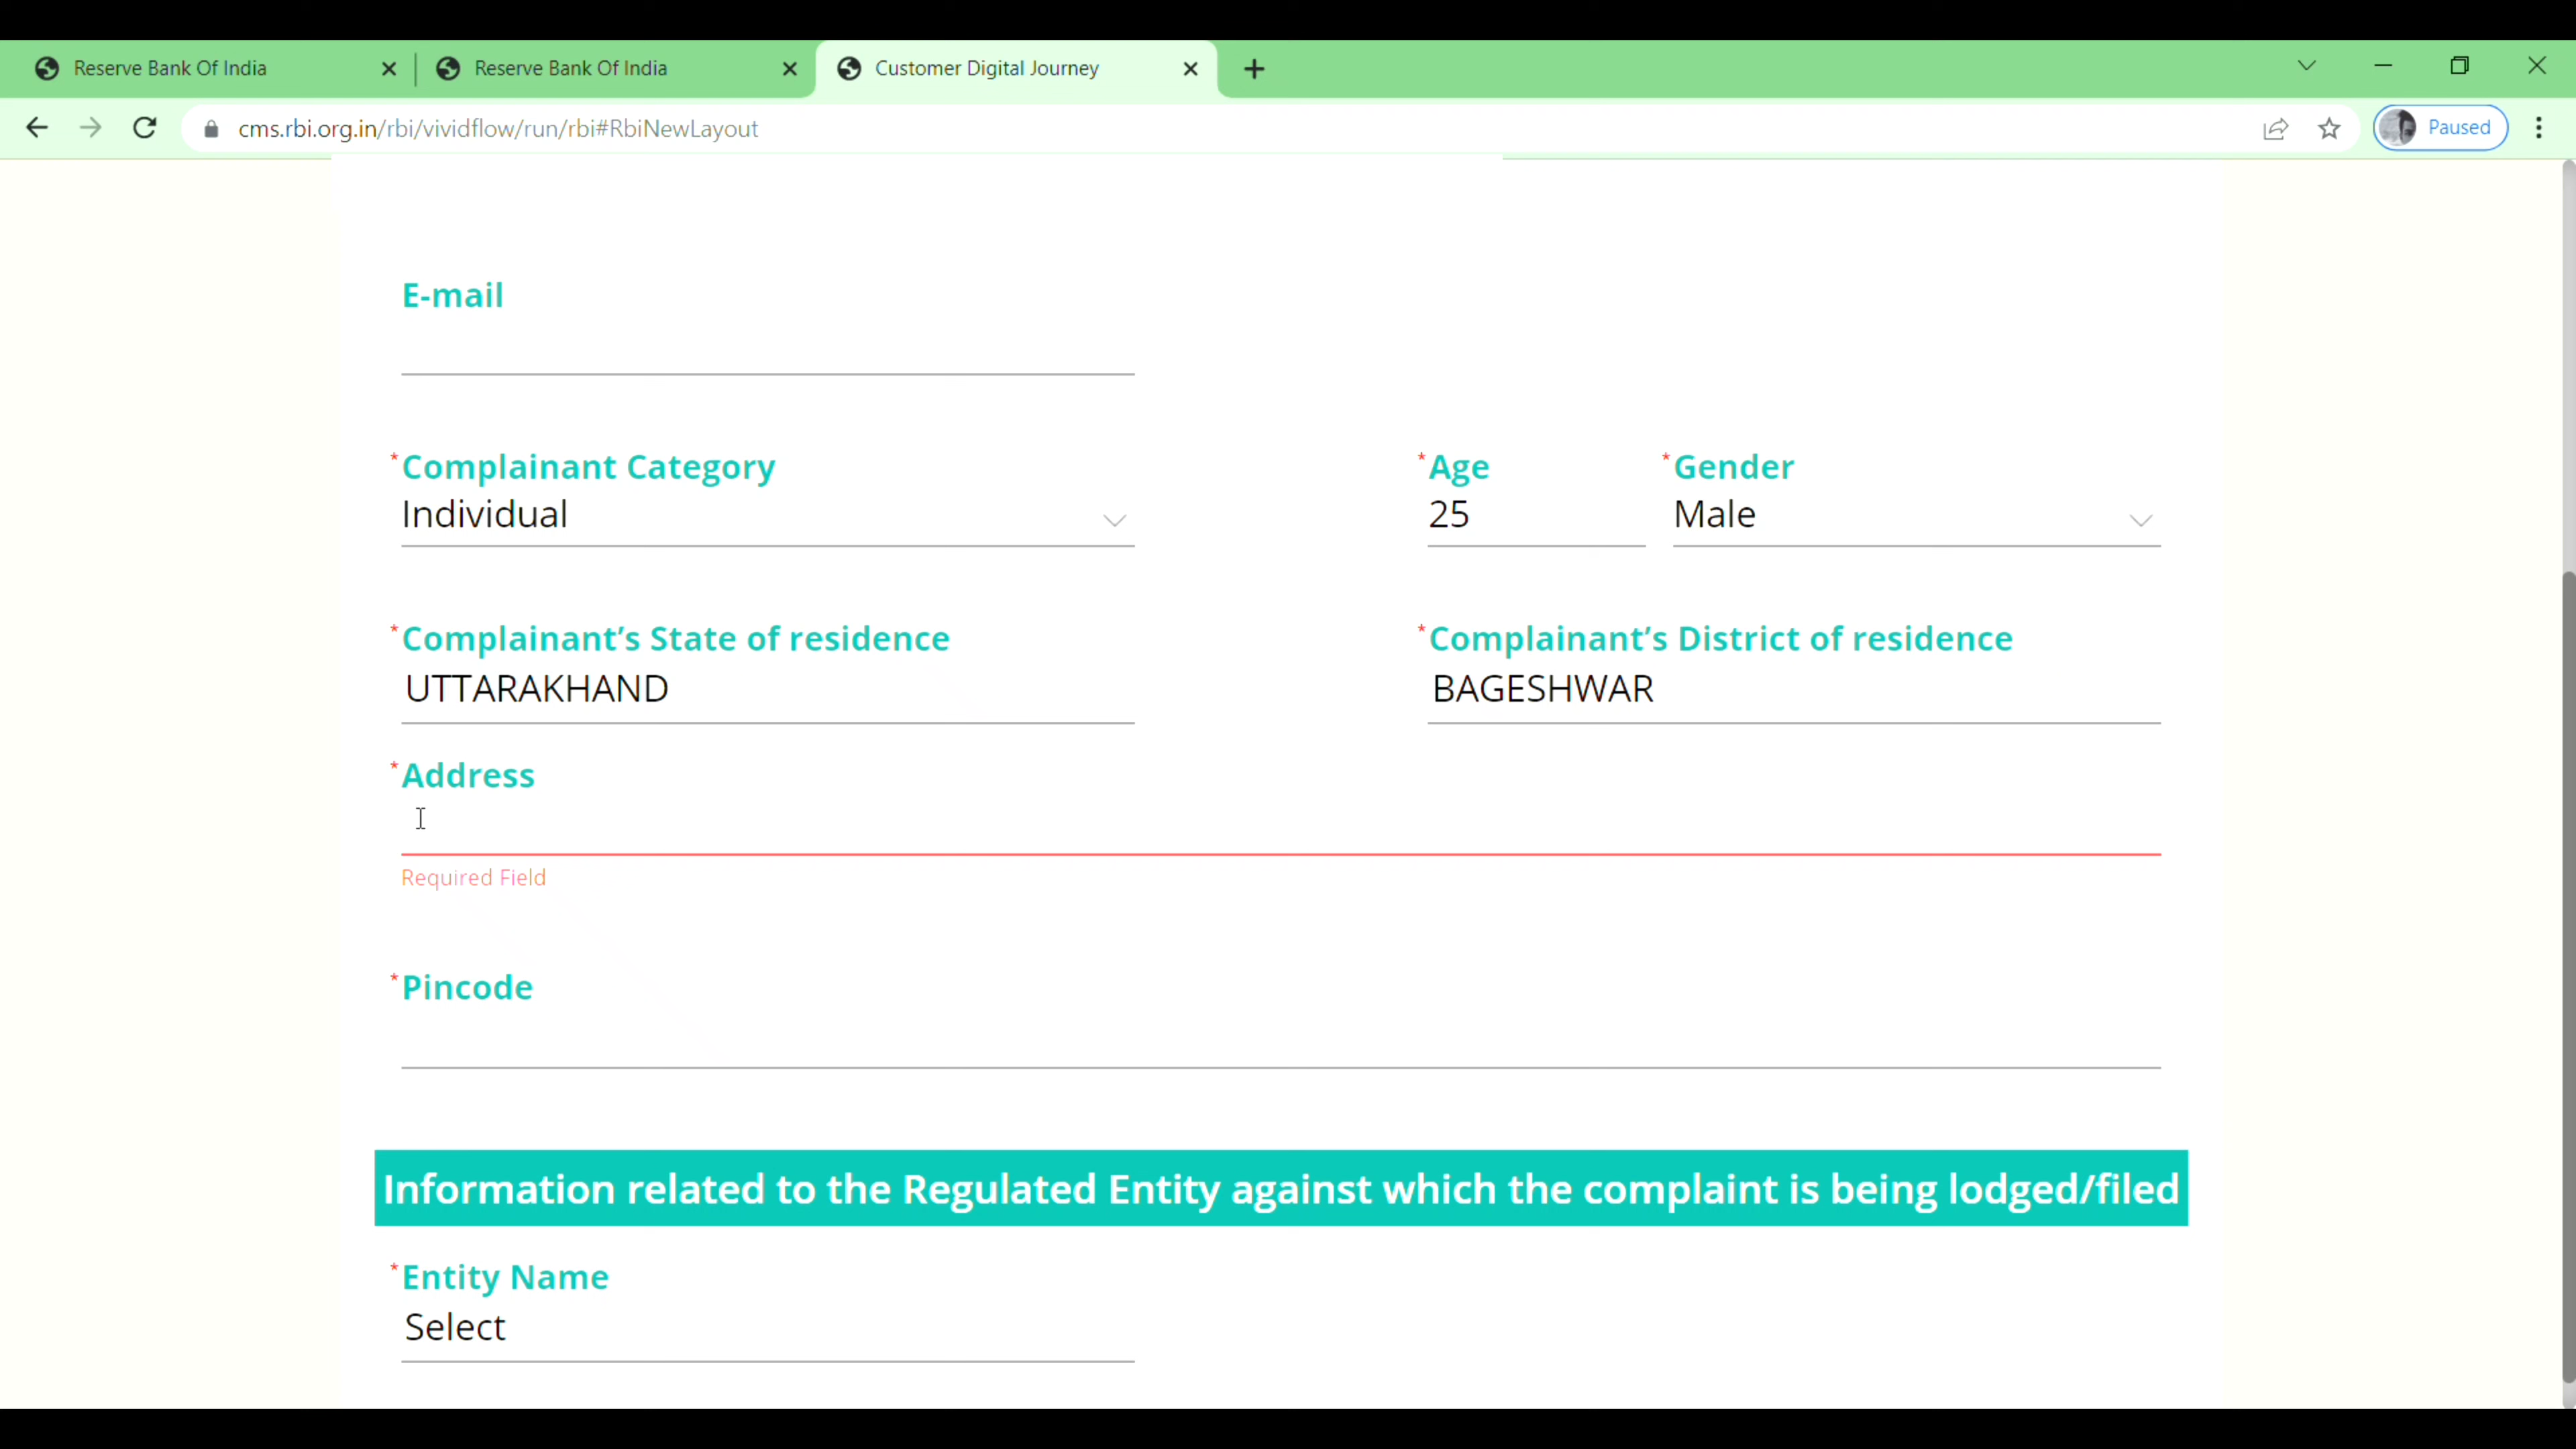 Reserve Bank Of India
Reserve Bank Of India
Customer Digital Journey
cms.rbi.org.in/rbi/vividflow/run/rbi#RbiNewLayout
Paused
E-mail
*Complainant Category
Individual
*Age
25
*Gender
Male
*Complainant's State of residence
UTTARAKHAND
*Complainant's District of residence
BAGESHWAR
*Address
Required Field
*Pincode
Information related to the Regulated Entity against which the complaint is being lodged/filed
*Entity Name
Select